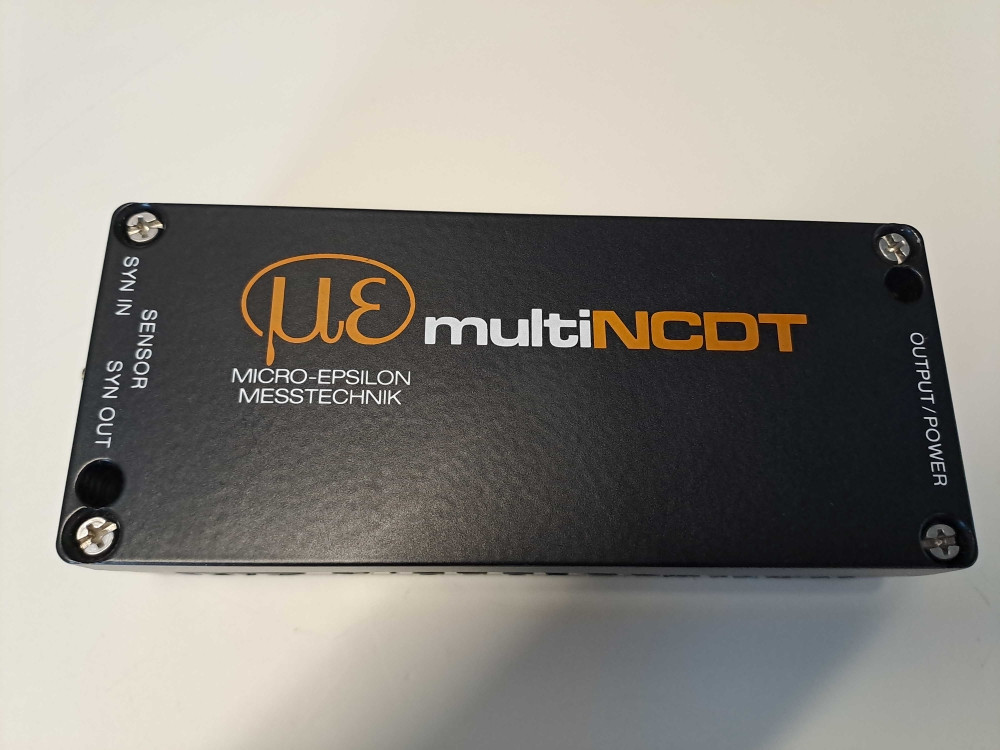 SYN IN
SENSOR
SYN OUT
με
multiNCDT
MICRO-EPSILON
MESSTECHNIK
OUTPUT/POWER